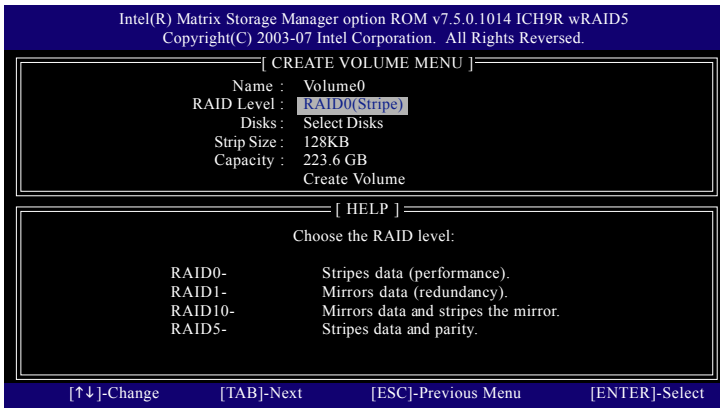 Intel(R) Matrix Storage Manager option ROM v7.5.0.1014 ICH9R wRAID5
Copyright(C) 2003-07 Intel Corporation. All Rights Reversed.
[ CREATE VOLUME MENU ]
Name : Volume0
RAID Level : RAID0(Stripe)
Disks : Select Disks
Strip Size : 128KB
Capacity : 223.6 GB
Create Volume
[ HELP ]
Choose the RAID level:
RAID0- Stripes data (performance).
RAID1- Mirrors data (redundancy).
RAID10- Mirrors data and stripes the mirror.
RAID5- Stripes data and parity.
[↑↓]-Change [TAB]-Next [ESC]-Previous Menu [ENTER]-Select